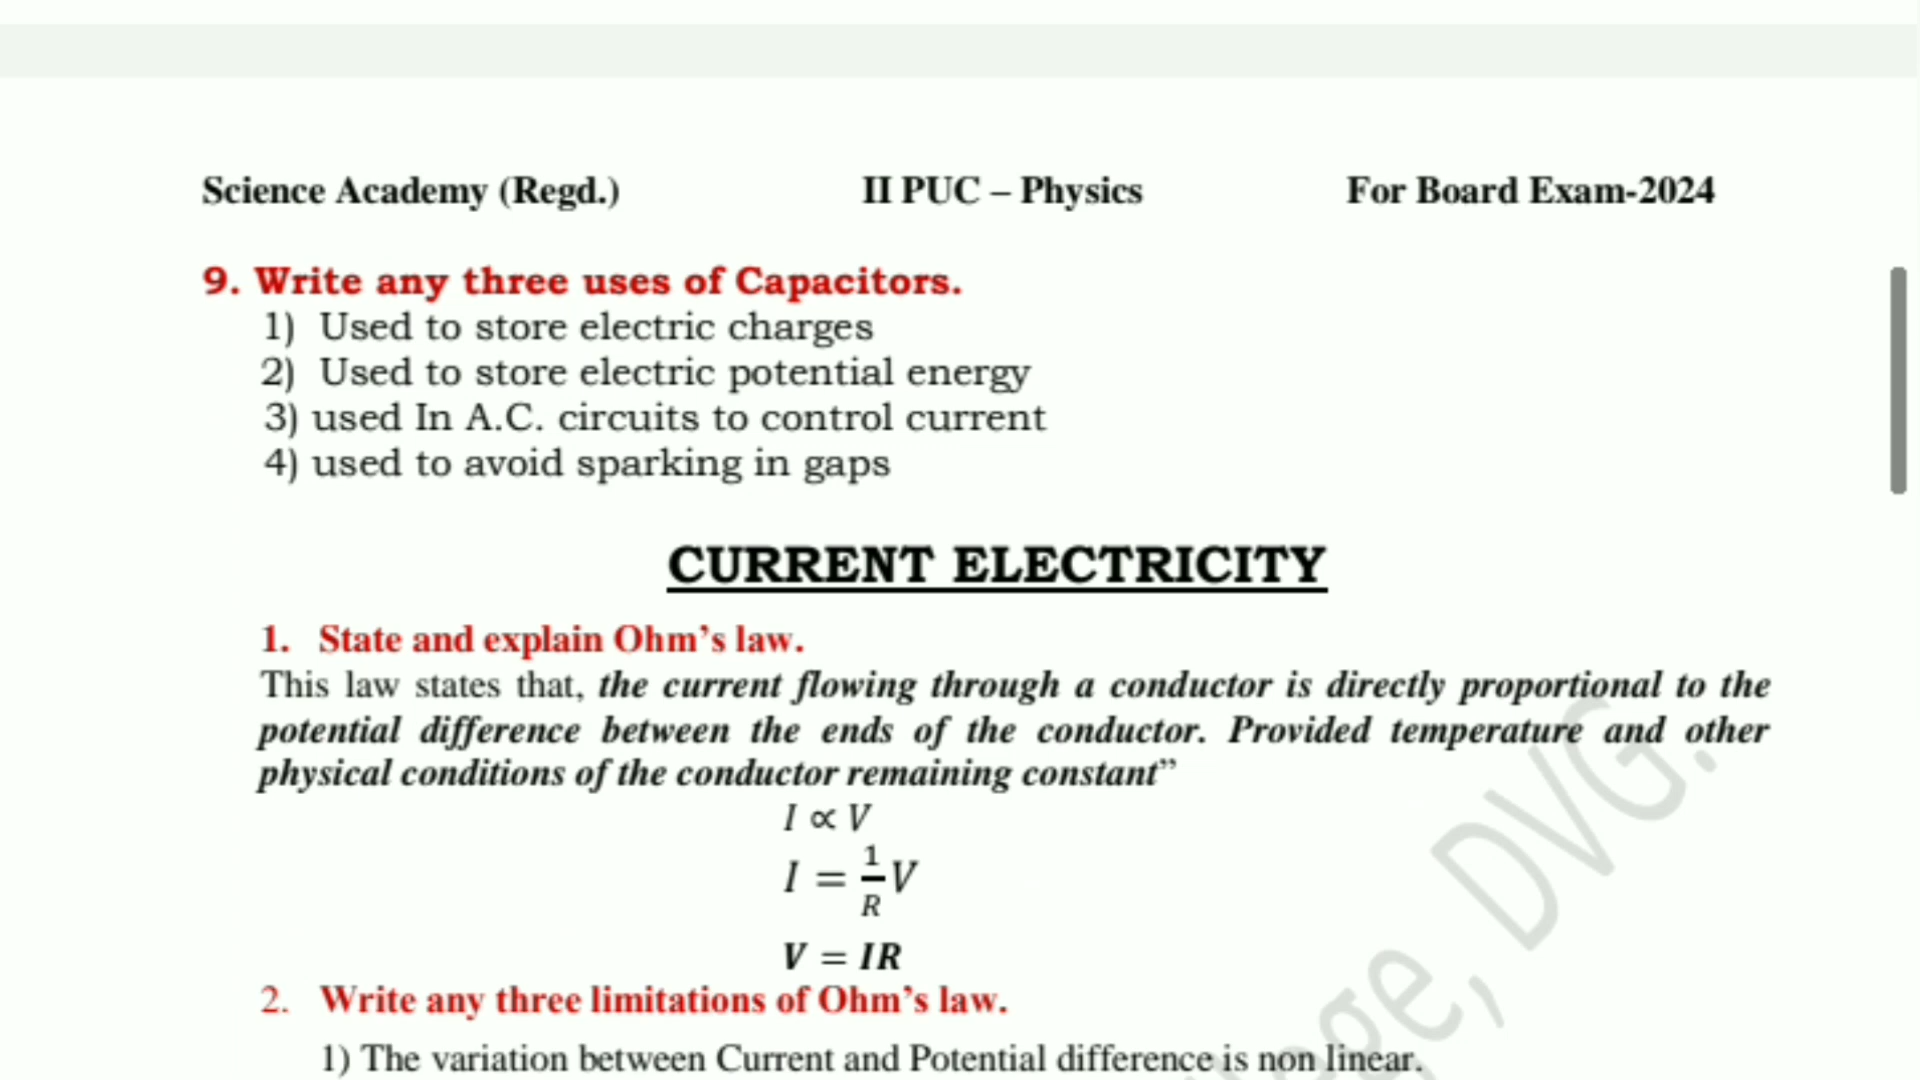 Science Academy (Regd.) II PUC – Physics For Board Exam-2024
9. Write any three uses of Capacitors.
1) Used to store electric charges
2) Used to store electric potential energy
3) used In A.C. circuits to control current
4) used to avoid sparking in gaps
CURRENT ELECTRICITY
1. State and explain Ohm's law.
This law states that, the current flowing through a conductor is directly proportional to the
potential difference between the ends of the conductor. Provided temperature and other
physical conditions of the conductor remaining constant”
I ∝ V
I = 1/R V
V = IR
2. Write any three limitations of Ohm's law.
1) The variation between Current and Potential difference is non linear.
DVG.